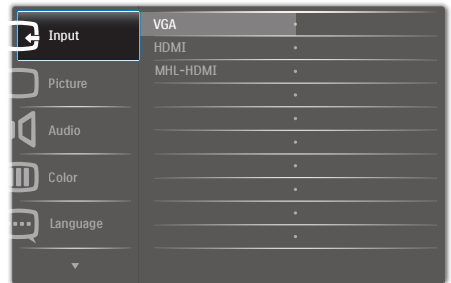 Input
Picture
Audio
Color
Language
VGA
HDMI
MHL-HDMI